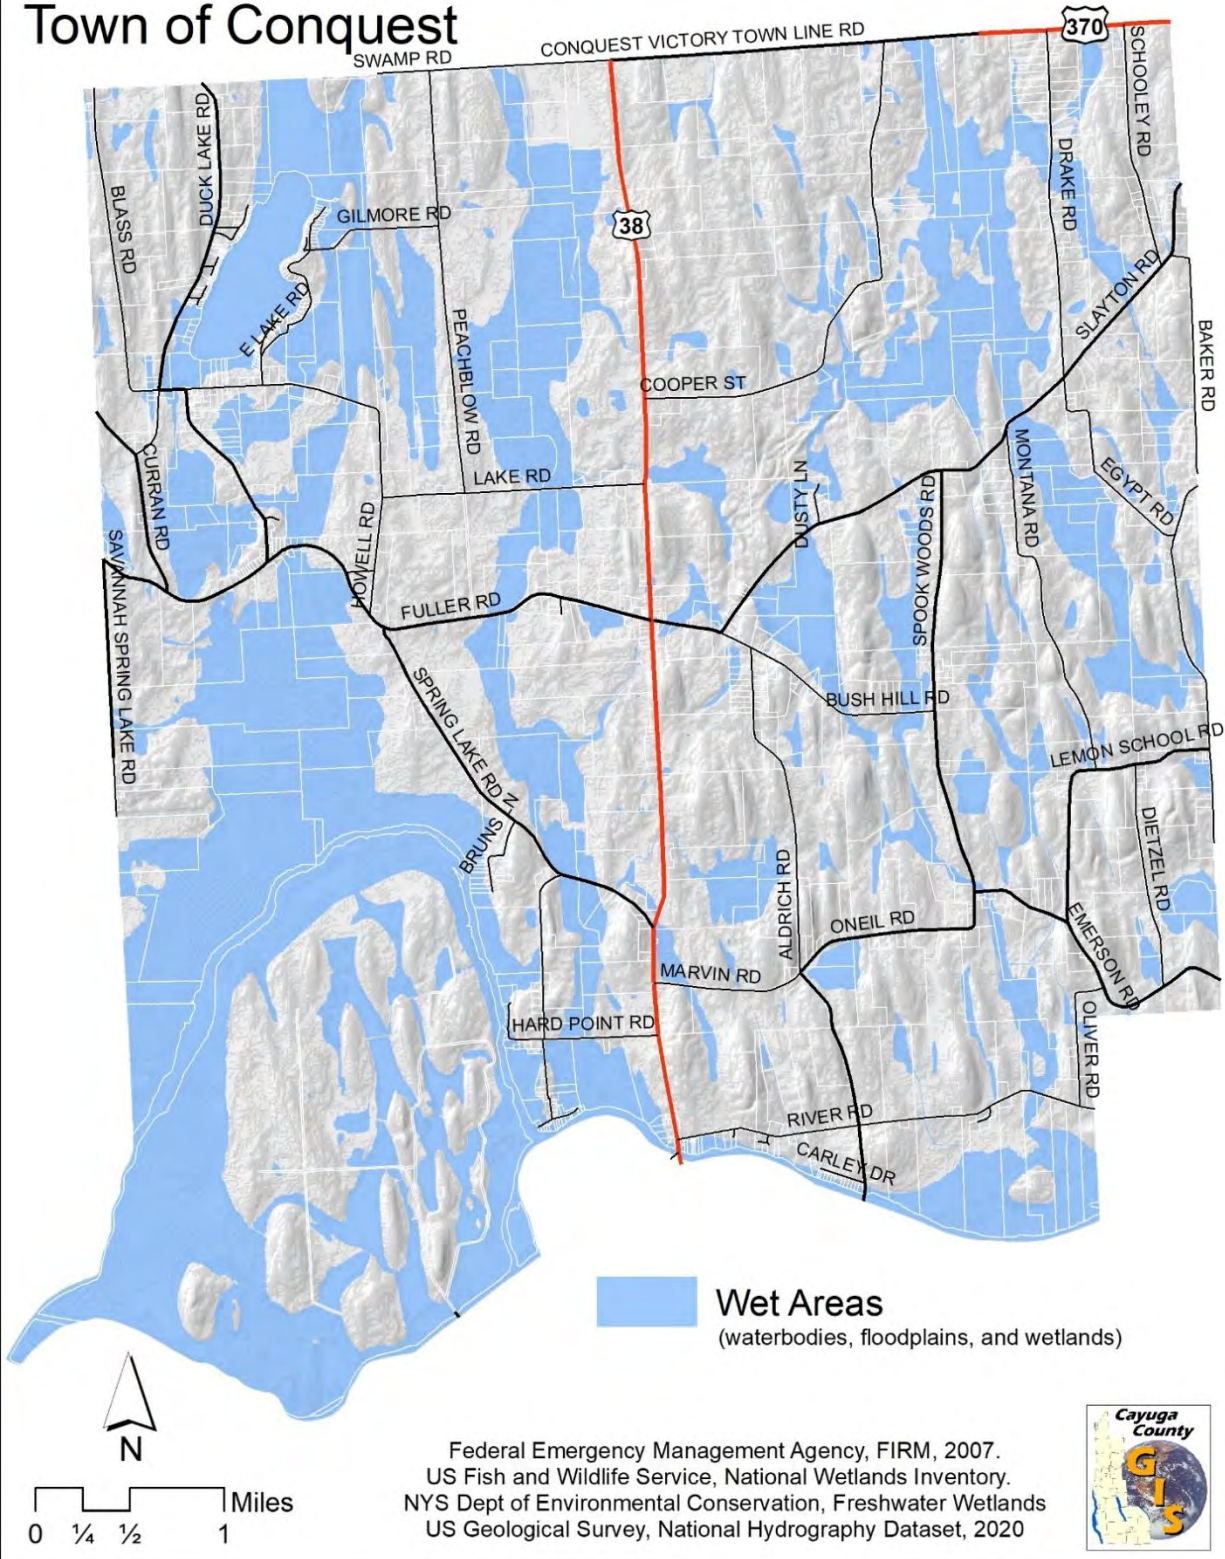 Town of Conquest
SWAMP RD
CONQUEST VICTORY TOWN LINE RD
370
SCHOOLEY RD
DUCK LAKE RD
BLASS RD
GILMORE RD
38
DRAKE RD
E LAKE RD
SLAYTON RD
PEACHBLOW RD
BAKER RD
COOPER ST
CURRAN RD
LAKE RD
MONTANA RD
EGYPT RD
DUSTY LN
HOWELL RD
SPOOK WOODS RD
SAVANNAH SPRING LAKE RD
FULLER RD
SPRING LAKE RD
BUSH HILL RD
LEMON SCHOOL RD
N
BRUNS
DIETZEL RD
ALDRICH RD
ONEIL RD
EMERSON RD
MARVIN RD
HARD POINT RD
OLIVER RD
RIVER RD
CARLEY DR
Wet Areas
(waterbodies, floodplains, and wetlands)
N
Miles
0 ¼ ½ 1
Federal Emergency Management Agency, FIRM, 2007.
US Fish and Wildlife Service, National Wetlands Inventory.
NYS Dept of Environmental Conservation, Freshwater Wetlands
US Geological Survey, National Hydrography Dataset, 2020
Cayuga
County
G
I
S